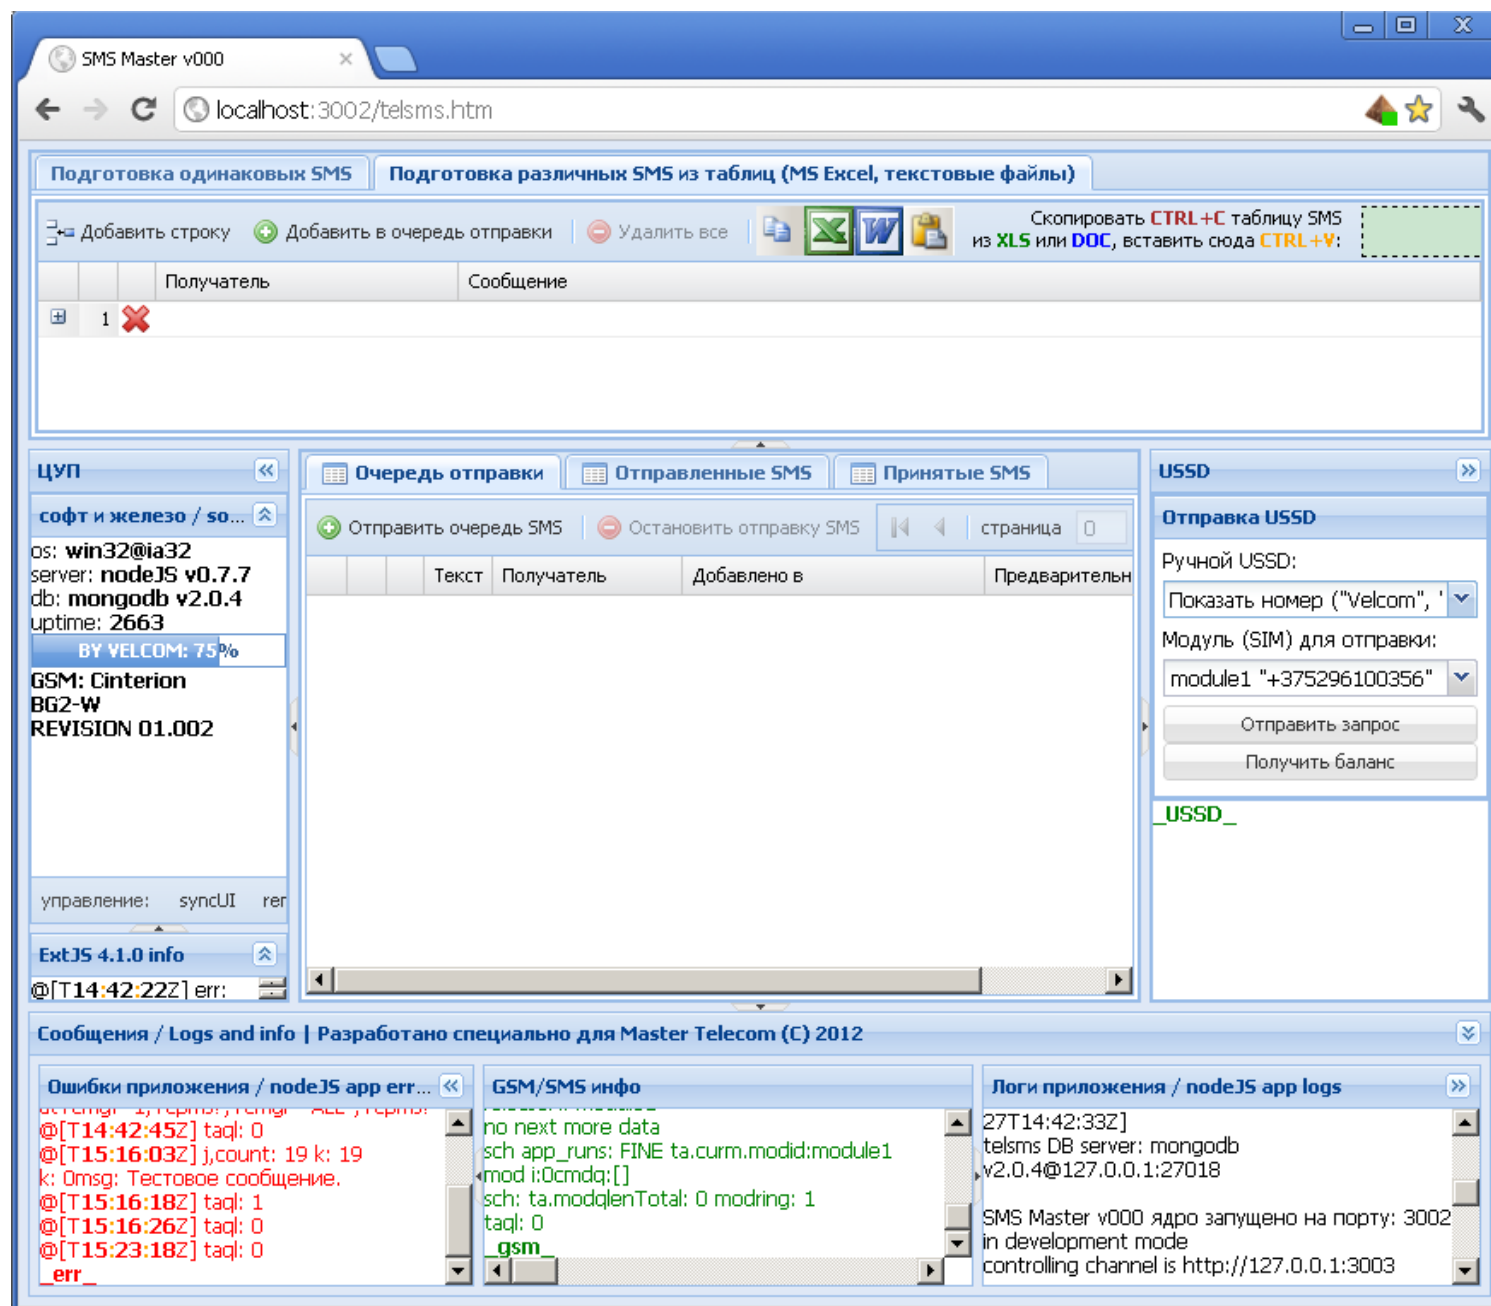 SMS Master v000
localhost:3002/telsms.htm
Подготовка одинаковых SMS
Подготовка различных SMS из таблиц (MS Excel, текстовые файлы)
Добавить строку
Добавить в очередь отправки
Удалить все
Скопировать CTRL+C таблицу SMS
из XLS или DOC, вставить сюда CTRL+V:
Получатель
Сообщение
1
ЦУП
софт и железо / so...
os: win32@ia32
server: nodeJS v0.7.7
db: mongodb v2.0.4
uptime: 2663
BY VELCOM: 75%
GSM: Cinterion
BG2-W
REVISION 01.002
управление: syncUI rer
ExtJS 4.1.0 info
@[T14:42:22Z] err:
Очередь отправки
Отправленные SMS
Принятые SMS
Отправить очередь SMS
Остановить отправку SMS
страница 0
Текст
Получатель
Добавлено в
Предварительн
USSD
Отправка USSD
Ручной USSD:
Показать номер ("Velcom", '
Модуль (SIM) для отправки:
module1 "+375296100356"
Отправить запрос
Получить баланс
_USSD_
Сообщения / Logs and info | Разработано специально для Master Telecom (C) 2012
Ошибки приложения / nodeJS app err...
@[T14:42:45Z] taql: 0
@[T15:16:03Z] j,count: 19 k: 19
k: 0msg: Тестовое сообщение.
@[T15:16:18Z] taql: 1
@[T15:16:26Z] taql: 0
@[T15:23:18Z] taql: 0
_err_
GSM/SMS инфо
no next more data
sch app_runs: FINE ta.curm.modid:module1
mod i:0cmdq:[]
sch: ta.modqlenTotal: 0 modring: 1
taql: 0
_gsm_
Логи приложения / nodeJS app logs
27T14:42:33Z]
telsms DB server: mongodb
v2.0.4@127.0.0.1:27018
SMS Master v000 ядро запущено на порту: 3002
in development mode
controlling channel is http://127.0.0.1:3003